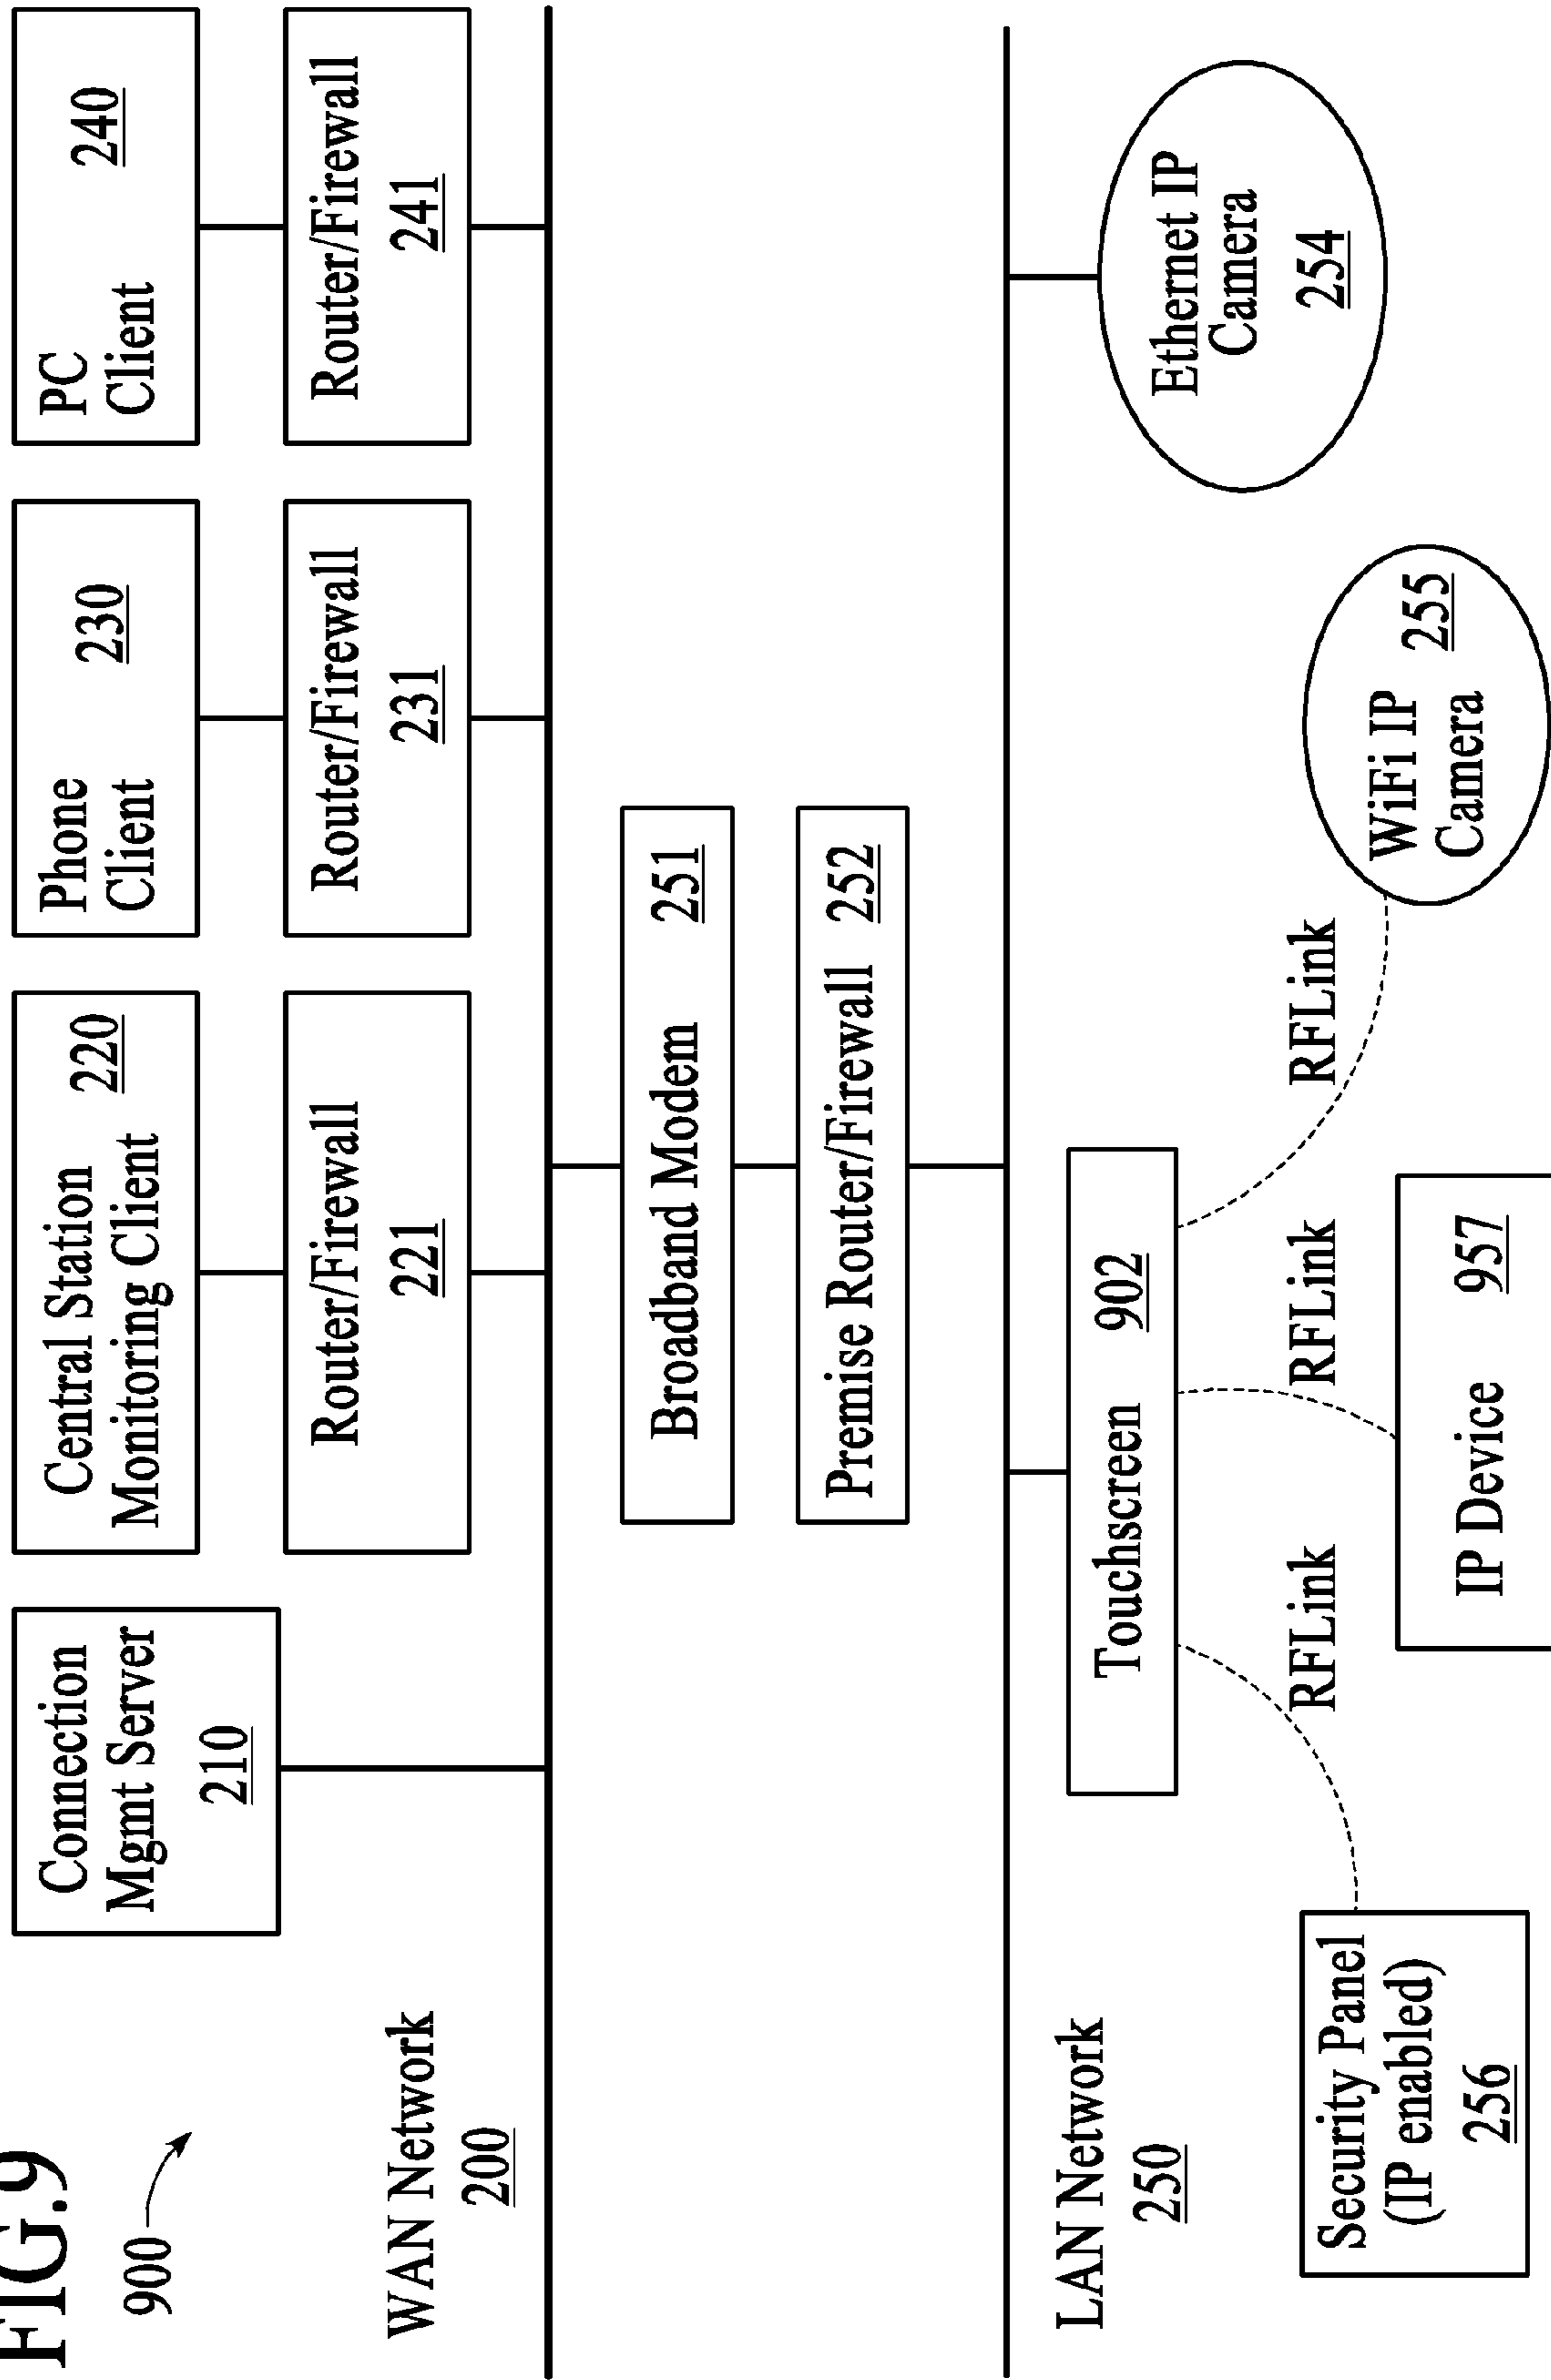 FIG.9
900
Connection
Mgmt Server
210
Central Station
Monitoring Client
220
Phone
Client
230
PC
Client
240
Router/Firewall
221
Router/Firewall
231
Router/Firewall
241
WAN Network
200
Broadband Modem 251
Premise Router/Firewall 252
LAN Network
250
Touchscreen 902
Ethernet IP
Camera
254
RFLink
RFLink
RFLink
Security Panel
(IP enabled)
256
IP Device 957
WiFi IP
Camera
255